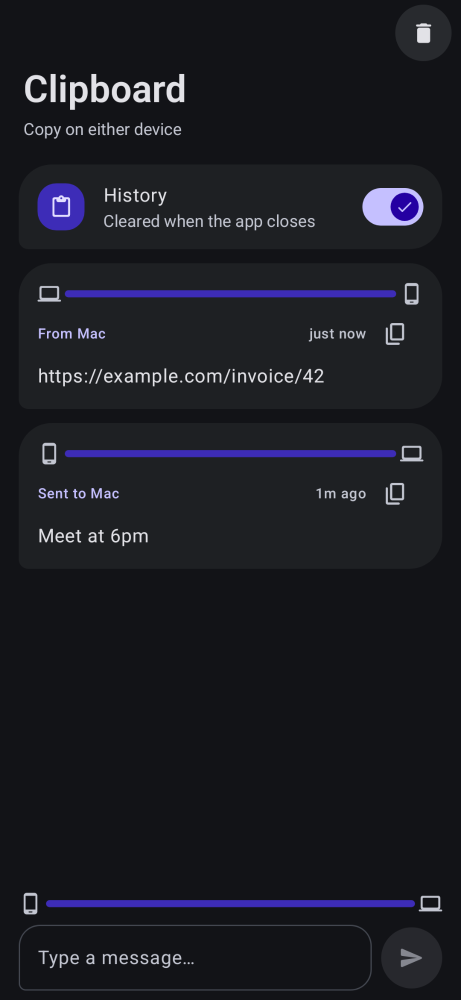 Clipboard
Copy on either device
History
Cleared when the app closes
From Mac
just now
https://example.com/invoice/42
Sent to Mac
1m ago
Meet at 6pm
Type a message…